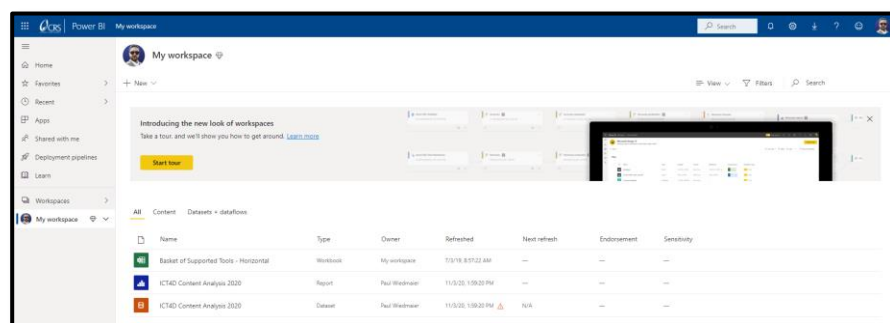 CRS Power BI My workspace Search
Home
Favorites
Recent
Apps
Shared with me
Deployment pipelines
Learn
Workspaces
My workspace
My workspace
+ New View Filters Search
Introducing the new look of workspaces
Take a tour, and we'll show you how to get around. Learn more
Start tour
All Content Datasets + dataflows
Name Type Owner Refreshed Next refresh Endorsement Sensitivity
Basket of Supported Tools - Horizontal Workbook My workspace 7/3/19, 8:57:22 AM — — —
ICT4D Content Analysis 2020 Report Paul Wiedmaier 11/3/20, 1:59:20 PM — — —
ICT4D Content Analysis 2020 Dataset Paul Wiedmaier 11/3/20, 1:59:20 PM N/A — —